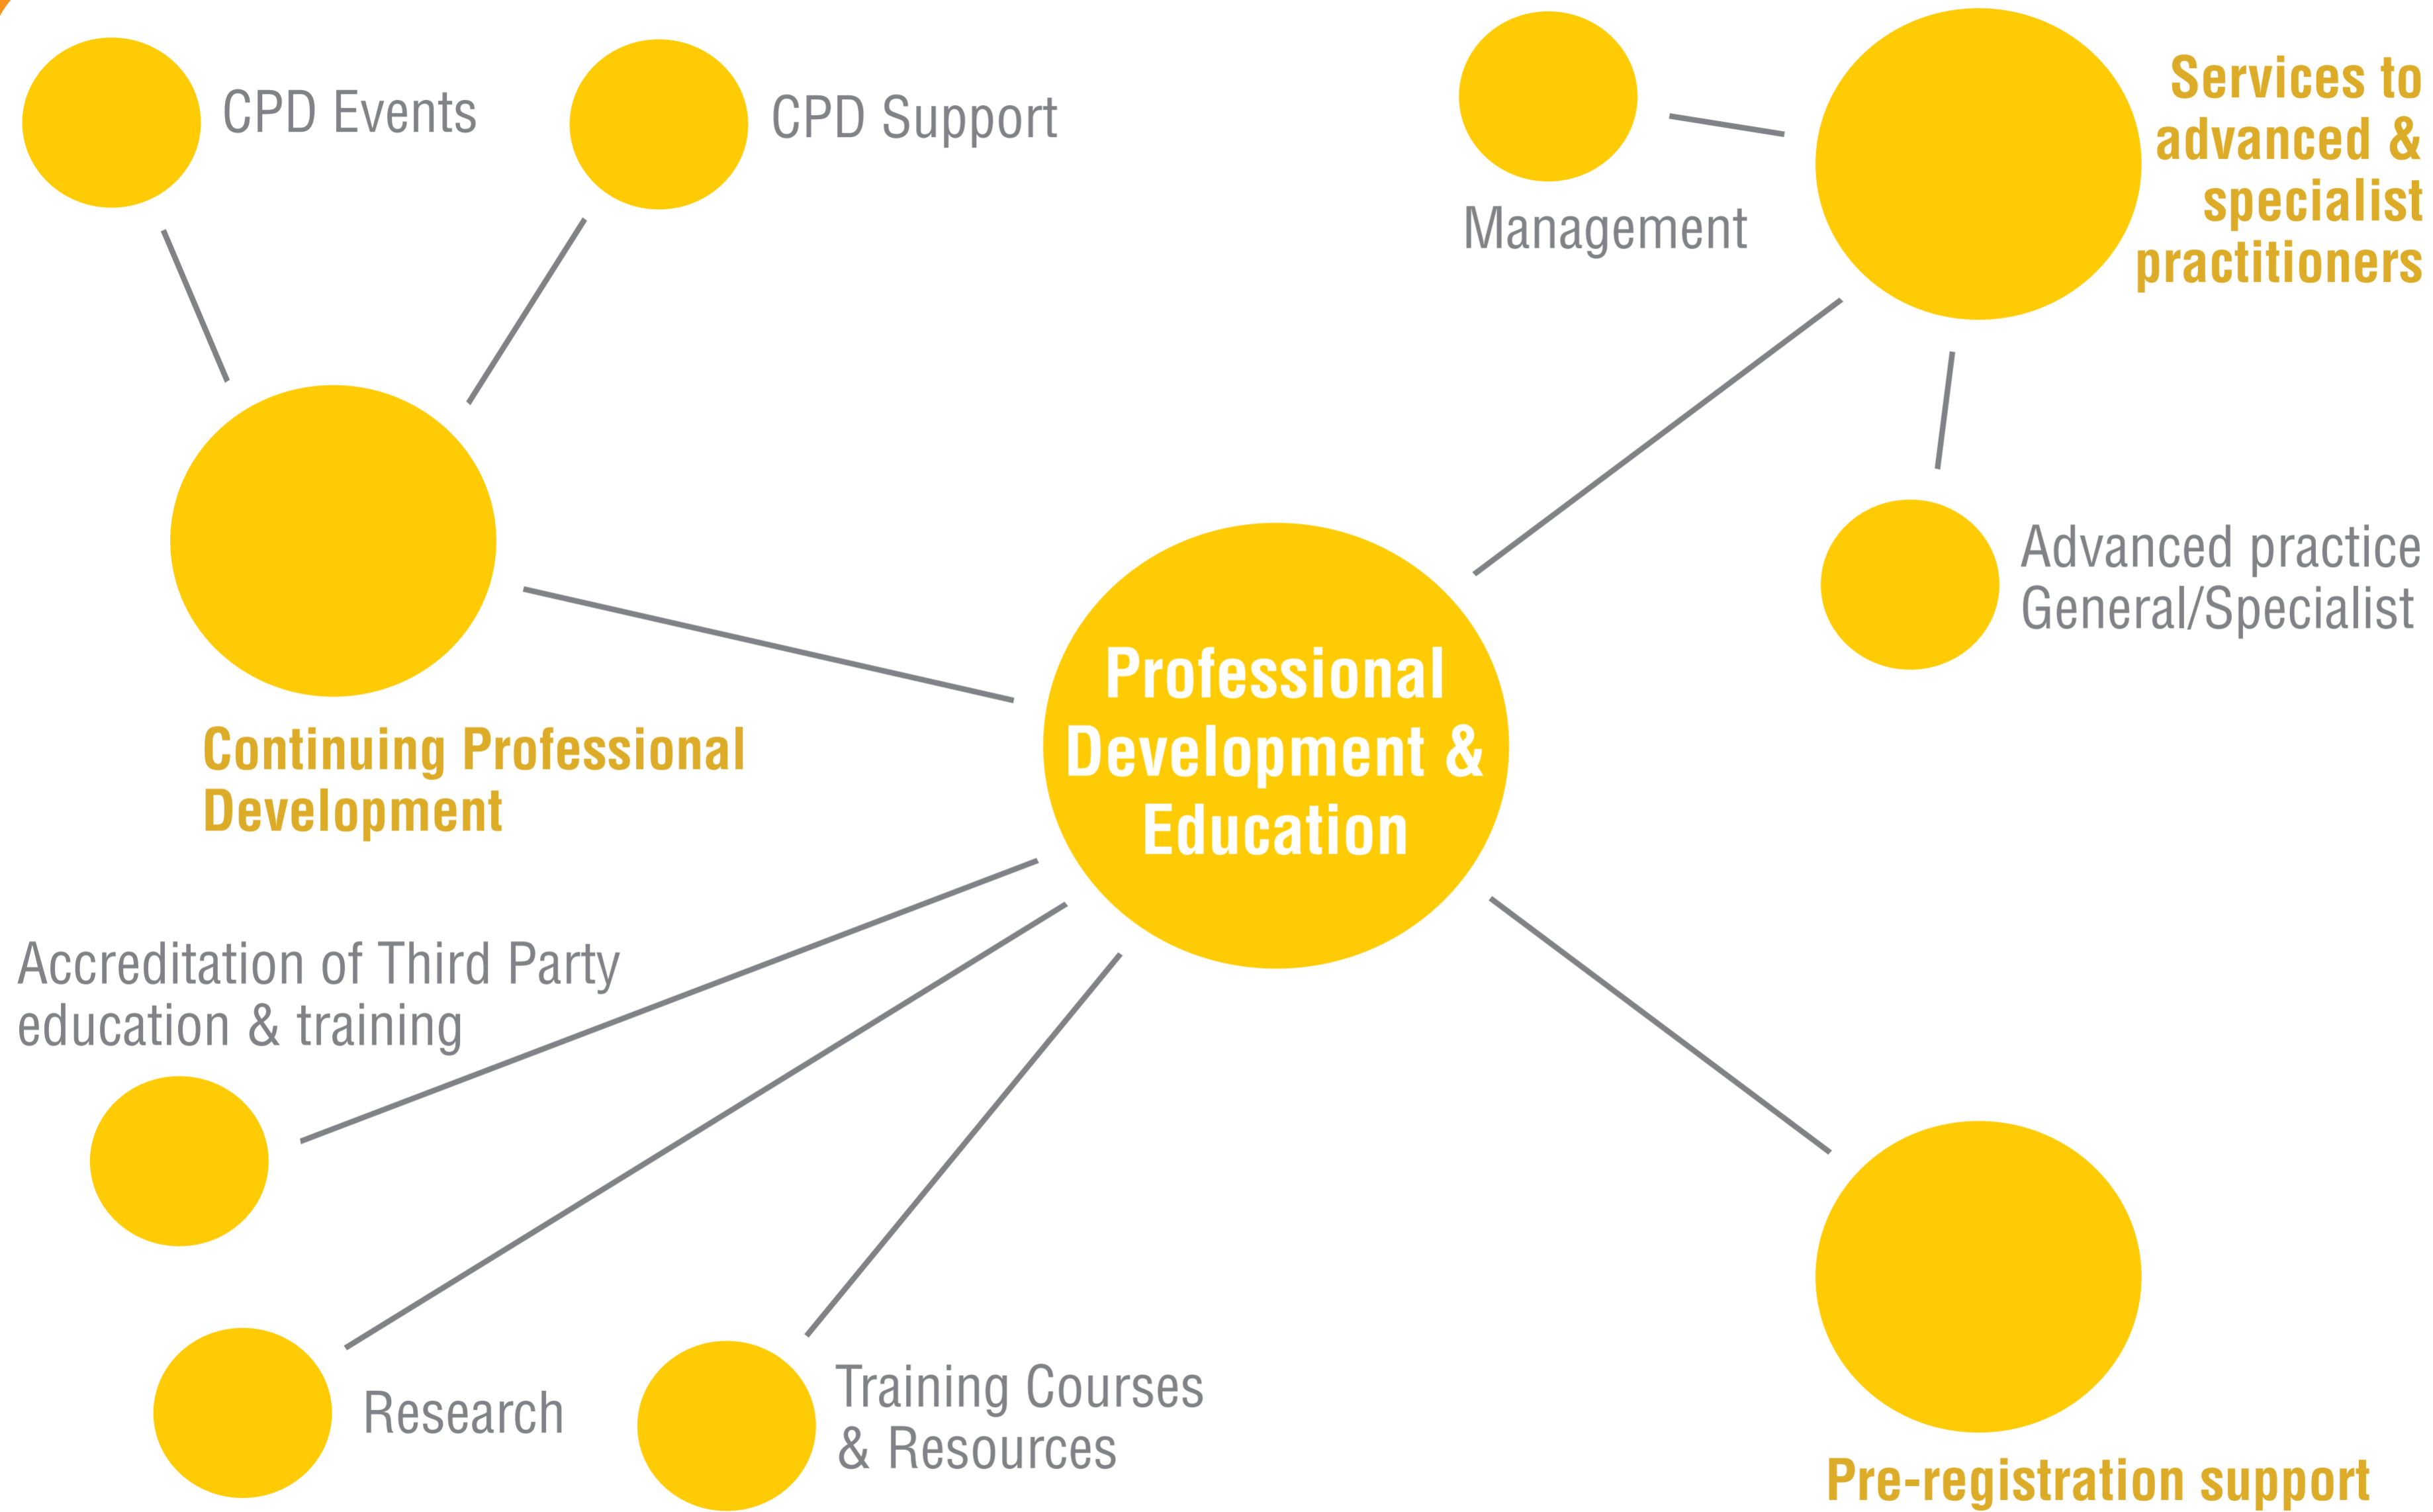 CPD Events
CPD Support
Management
Services to
advanced &
specialist
practitioners
Advanced practice
General/Specialist
Professional
Development &
Education
Continuing Professional
Development
Accreditation of Third Party
education & training
Research
Training Courses
& Resources
Pre-registration support